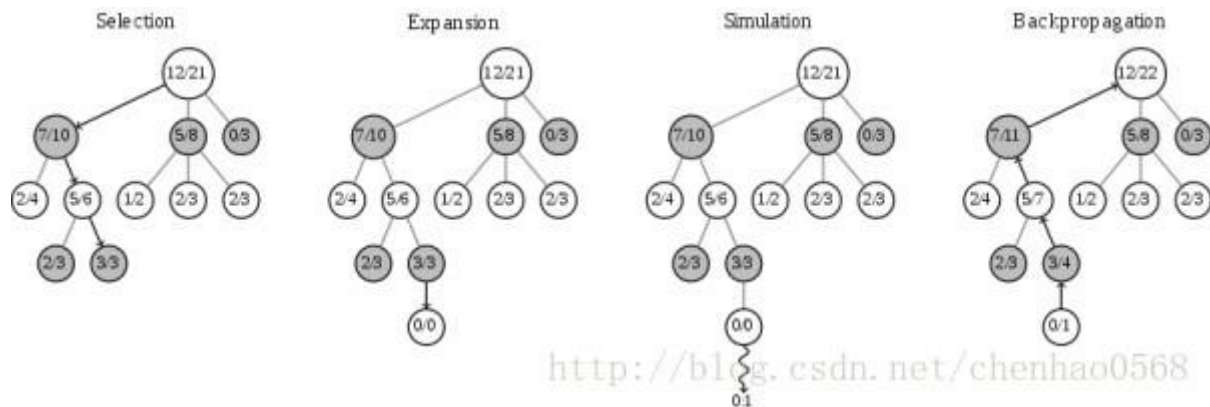 Selection Expansion Simulation Backpropagation
12/21 12/21 12/21 12/22
7/10 5/8 0/3 7/10 5/8 0/3 7/10 5/8 0/3 7/11 5/8 0/3
2/4 5/6 1/2 2/3 2/3 2/4 5/6 1/2 2/3 2/3 2/4 5/6 1/2 2/3 2/3 2/4 5/7 1/2 2/3 2/3
2/3 3/3 2/3 3/3 2/3 3/3 2/3 3/4
0/0 0/0 0/1
http://blog.csdn.net/chenhao0568
0:1